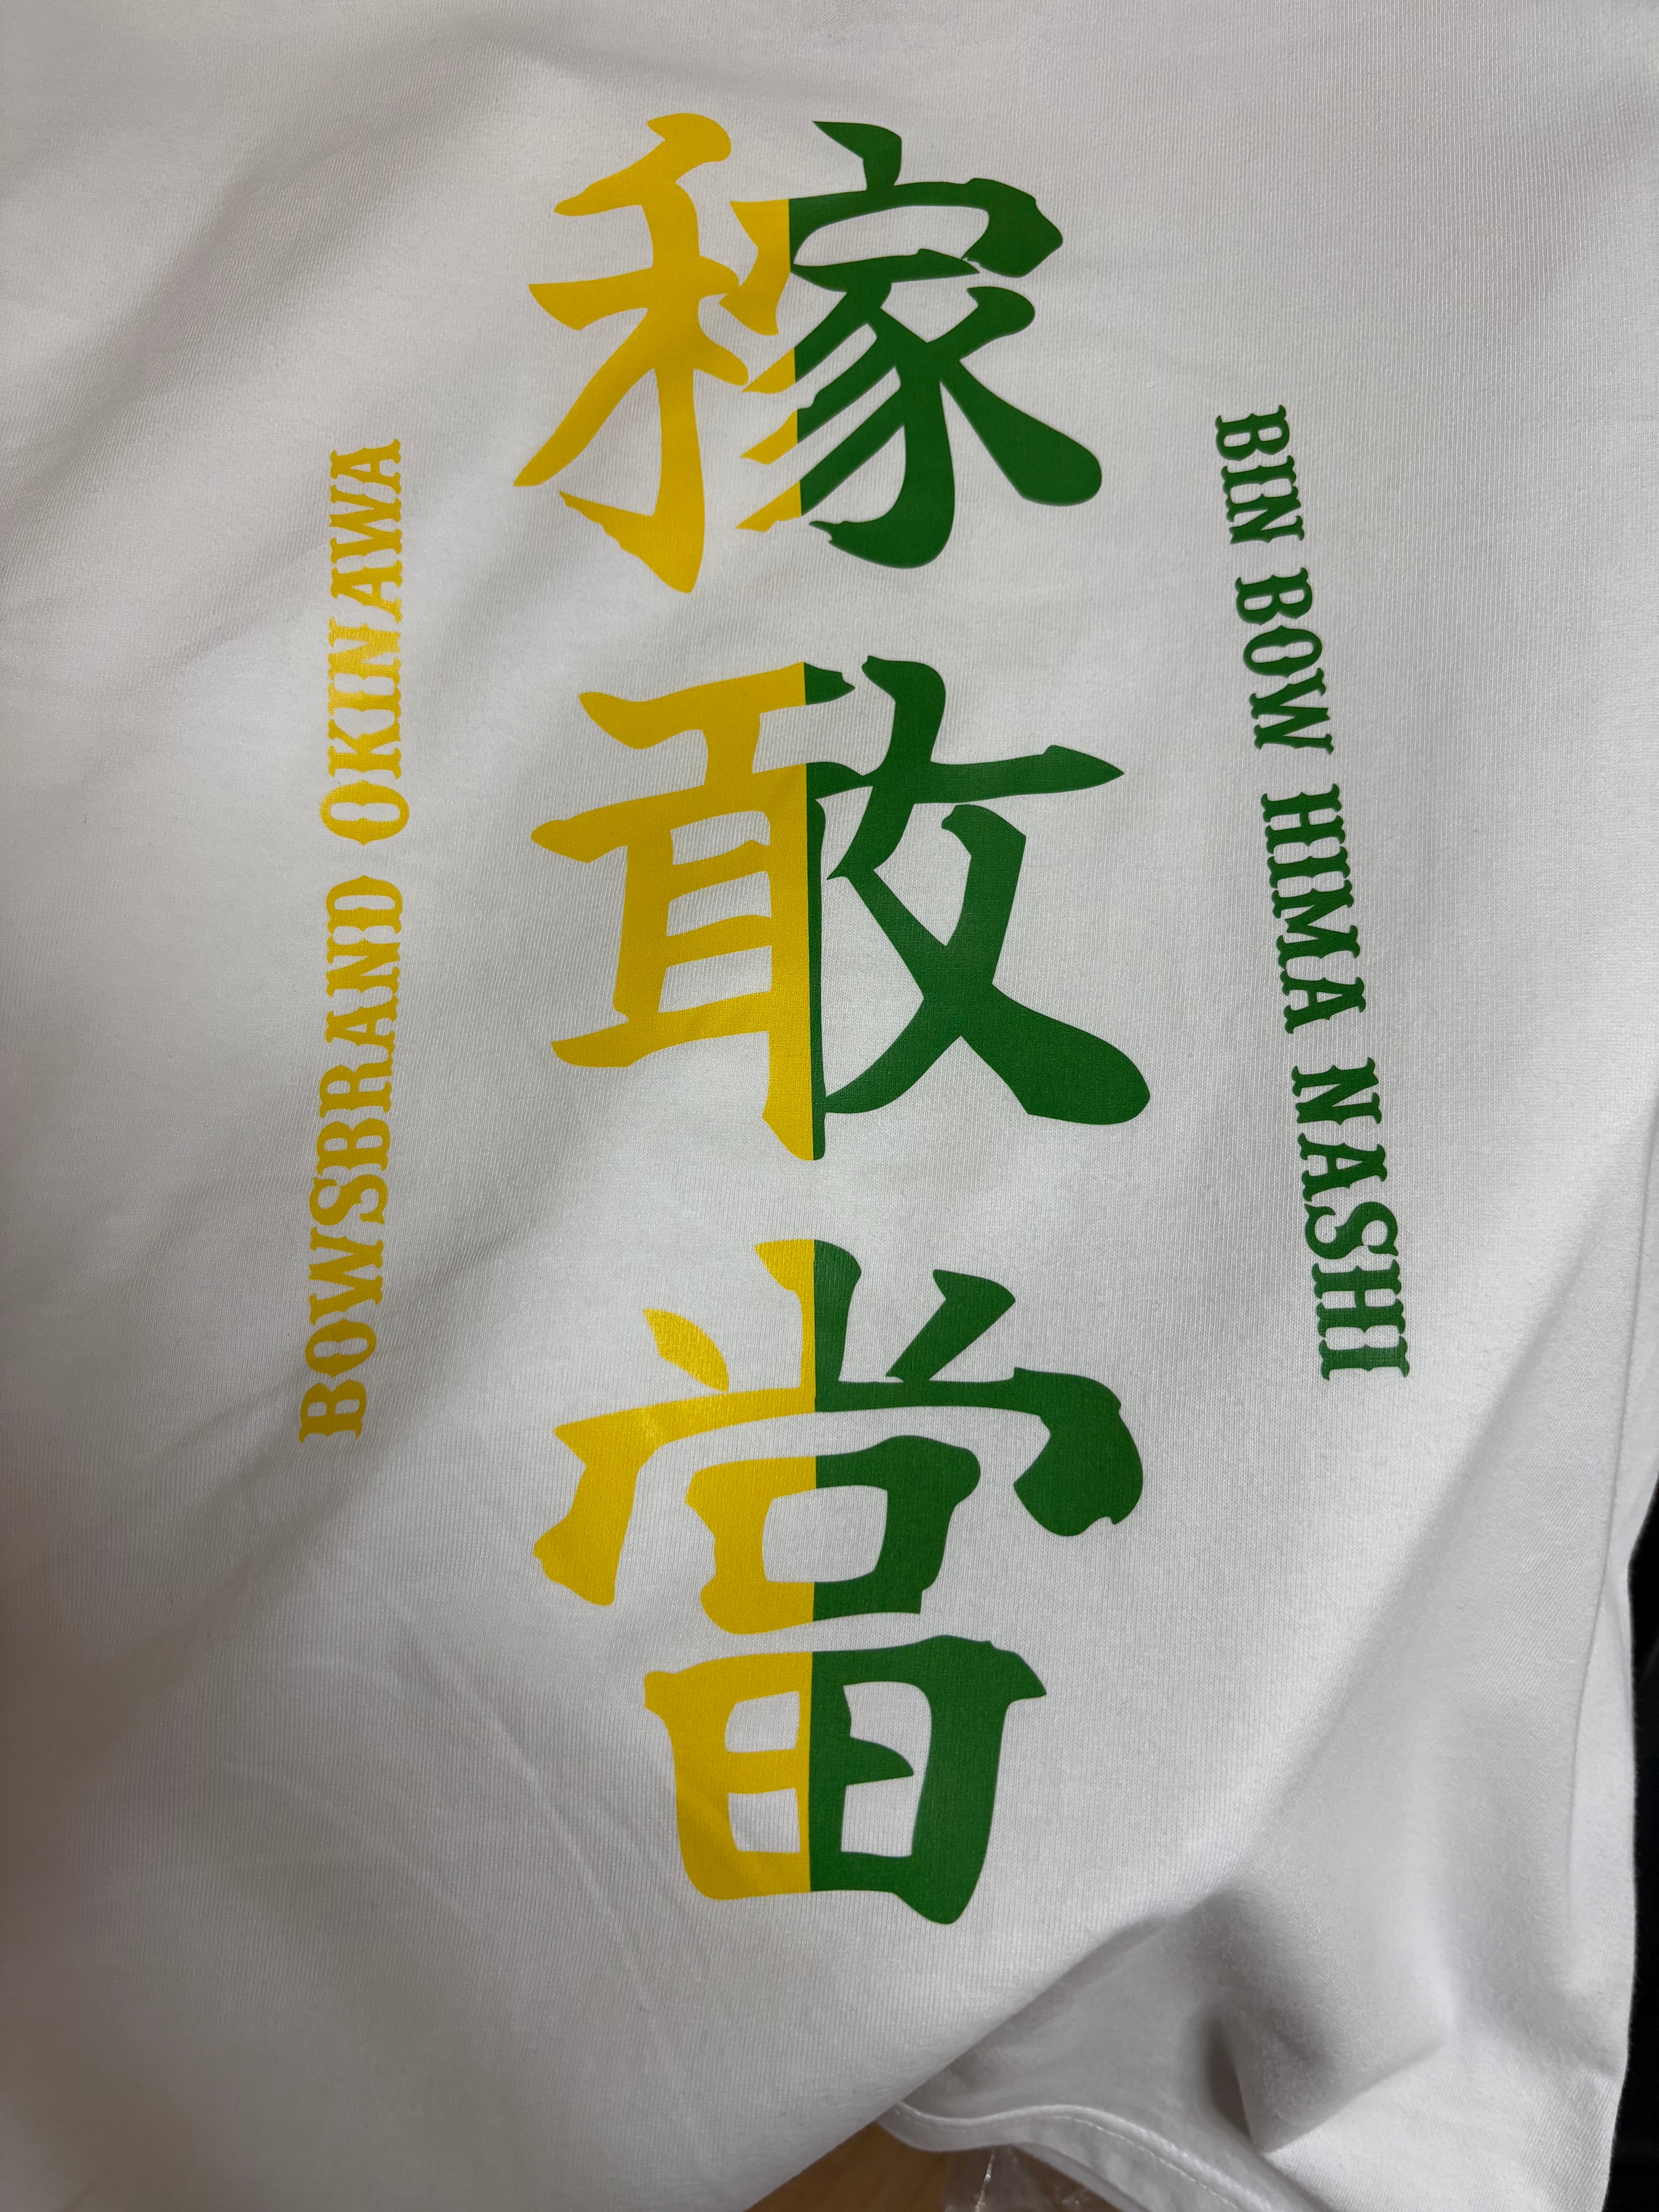 稼敢當
BOWSBRAND OKINAWA
BIN BOW HIMA NASHI